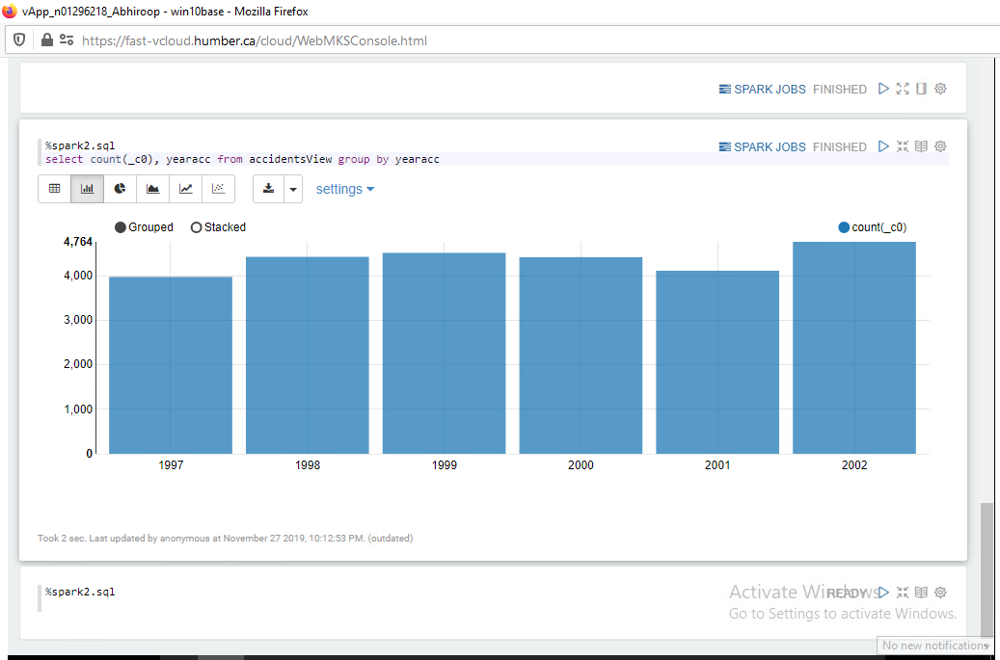 vApp_n01296218_Abhiroop - win10base - Mozilla Firefox
https://fast-vcloud.humber.ca/cloud/WebMKSConsole.html
SPARK JOBS FINISHED
%spark2.sql
SPARK JOBS FINISHED
select count(_c0), yearacc from accidentsView group by yearacc
settings
Grouped Stacked count(_c0)
4,764
4,000
3,000
2,000
1,000
0
1997 1998 1999 2000 2001 2002
Took 2 sec. Last updated by anonymous at November 27 2019, 10:12:53 PM. (outdated)
%spark2.sql
READY
Activate Windows
Go to Settings to activate Windows.
No new notifications